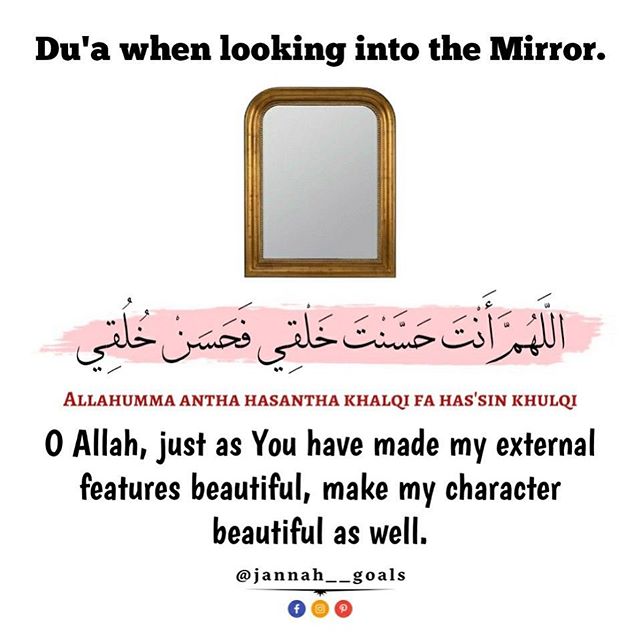 Du'a when looking into the Mirror.
اللَّهُمَّ أَنْتَ حَسَّنْتَ خَلْقِي فَحَسَنْ خُلُقِي
ALLAHUMMA ANTHA HASANTHA KHALQI FA HAS'SIN KHULQI
O Allah, just as You have made my external
features beautiful, make my character
beautiful as well.
@jannah__goals